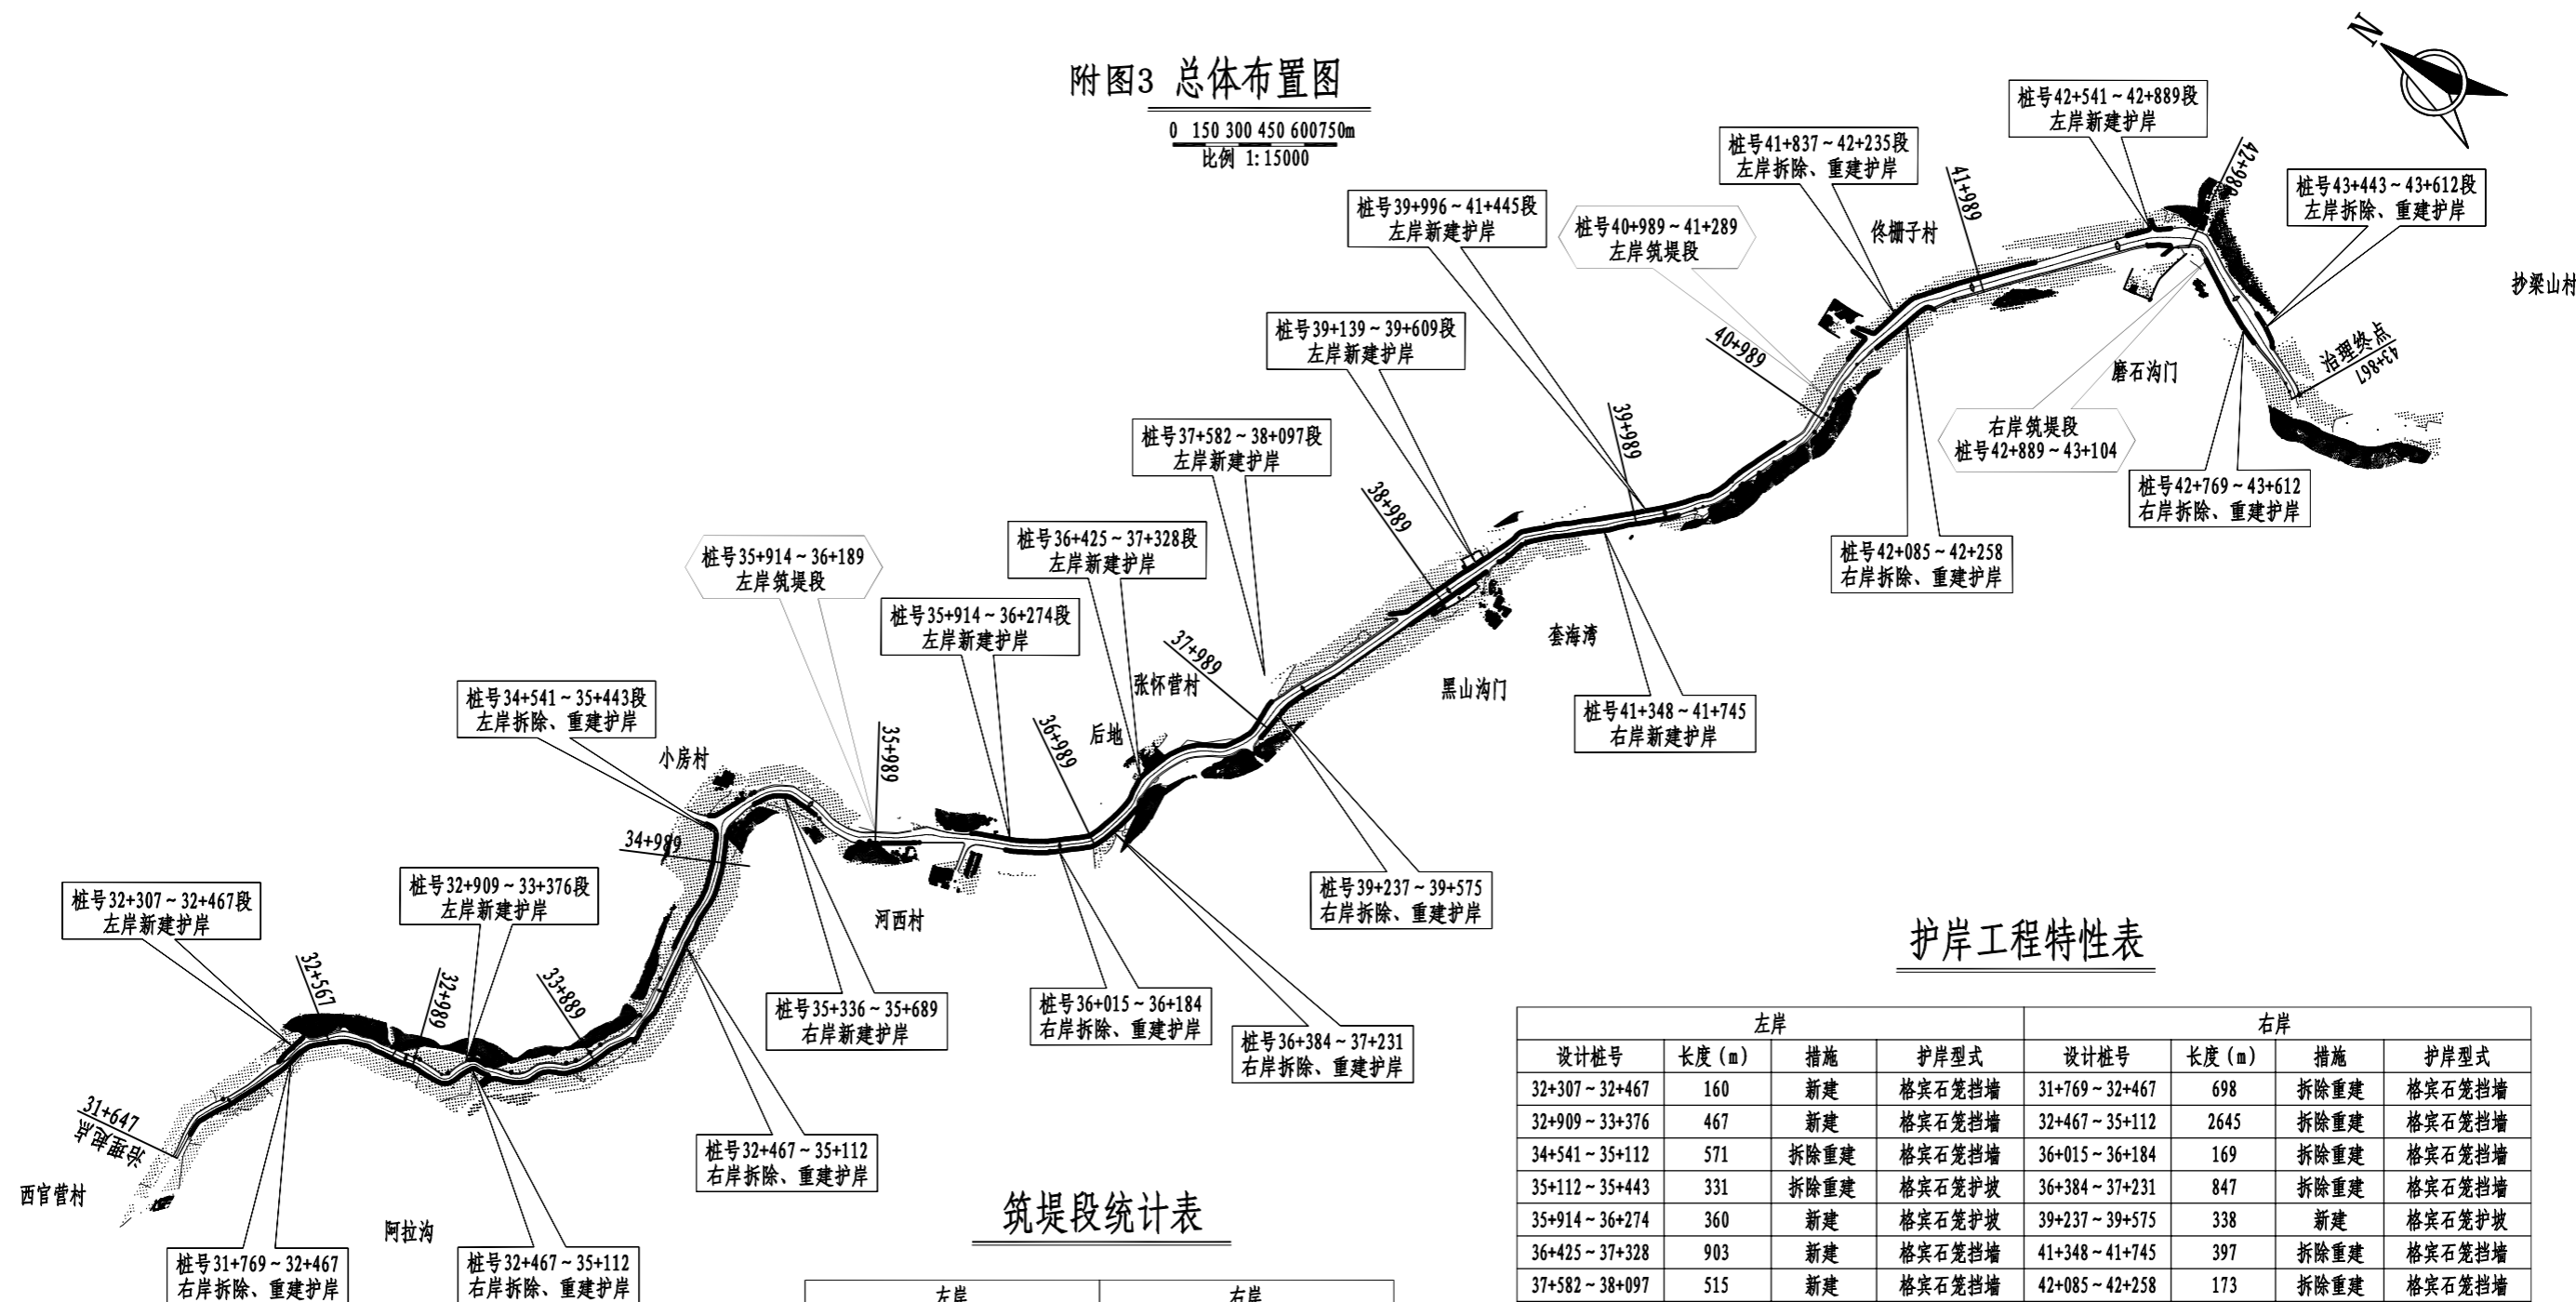 附图3 总体布置图
0 150 300 450 600750m
比例 1:15000
N
桩号42+541～42+889段
左岸新建护岸
桩号41+837～42+235段
左岸拆除、重建护岸
桩号43+443～43+612段
左岸拆除、重建护岸
桩号39+996～41+445段
左岸新建护岸
桩号40+989～41+289
左岸筑堤段
佟栅子村
41+989
42+989
抄梁山村
桩号39+139～39+609段
左岸新建护岸
40+989
治理终点
43+867
磨石沟门
右岸筑堤段
桩号42+889～43+104
桩号42+769～43+612
右岸拆除、重建护岸
桩号37+582～38+097段
左岸新建护岸
39+989
38+989
桩号36+425～37+328段
左岸新建护岸
桩号42+085～42+258
右岸拆除、重建护岸
桩号35+914～36+189
左岸筑堤段
桩号35+914～36+274段
左岸新建护岸
37+989
套海湾
张怀营村
黑山沟门
桩号41+348～41+745
右岸新建护岸
桩号34+541～35+443段
左岸拆除、重建护岸
小房村
35+989
36+989
后地
34+989
桩号39+237～39+575
右岸拆除、重建护岸
河西村
桩号32+307～32+467段
左岸新建护岸
桩号32+909～33+376段
左岸新建护岸
32+567
32+989
33+889
桩号35+336～35+689
右岸新建护岸
桩号36+015～36+184
右岸拆除、重建护岸
桩号36+384～37+231
右岸拆除、重建护岸
31+647
治理起点
西官营村
桩号32+467～35+112
右岸拆除、重建护岸
阿拉沟
桩号31+769～32+467
右岸拆除、重建护岸
桩号32+467～35+112
右岸拆除、重建护岸
筑堤段统计表
左岸 右岸
护岸工程特性表
左岸 右岸
设计桩号 长度（m） 措施 护岸型式 设计桩号 长度（m） 措施 护岸型式
32+307～32+467 160 新建 格宾石笼挡墙 31+769～32+467 698 拆除重建 格宾石笼挡墙
32+909～33+376 467 新建 格宾石笼挡墙 32+467～35+112 2645 拆除重建 格宾石笼挡墙
34+541～35+112 571 拆除重建 格宾石笼挡墙 36+015～36+184 169 拆除重建 格宾石笼挡墙
35+112～35+443 331 拆除重建 格宾石笼护坡 36+384～37+231 847 拆除重建 格宾石笼挡墙
35+914～36+274 360 新建 格宾石笼护坡 39+237～39+575 338 新建 格宾石笼护坡
36+425～37+328 903 新建 格宾石笼挡墙 41+348～41+745 397 拆除重建 格宾石笼挡墙
37+582～38+097 515 新建 格宾石笼挡墙 42+085～42+258 173 拆除重建 格宾石笼挡墙